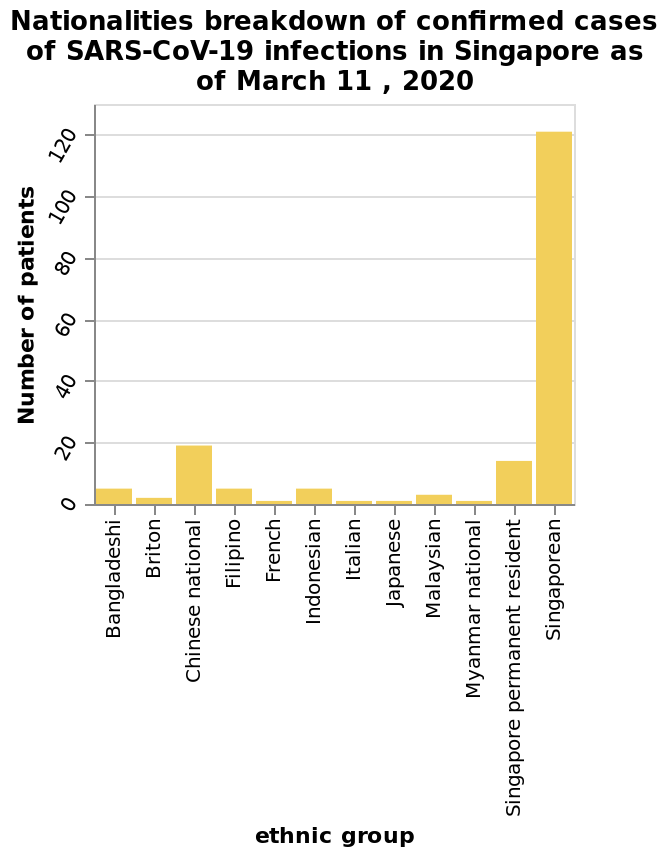 Nationalities breakdown of confirmed cases
of SARS-CoV-19 infections in Singapore as
of March 11 , 2020
Number of patients
120
100
80
60
40
20
0
Bangladeshi
Briton
Chinese national
Filipino
French
Indonesian
Italian
Japanese
Malaysian
Myanmar national
Singapore permanent resident
Singaporean
ethnic group